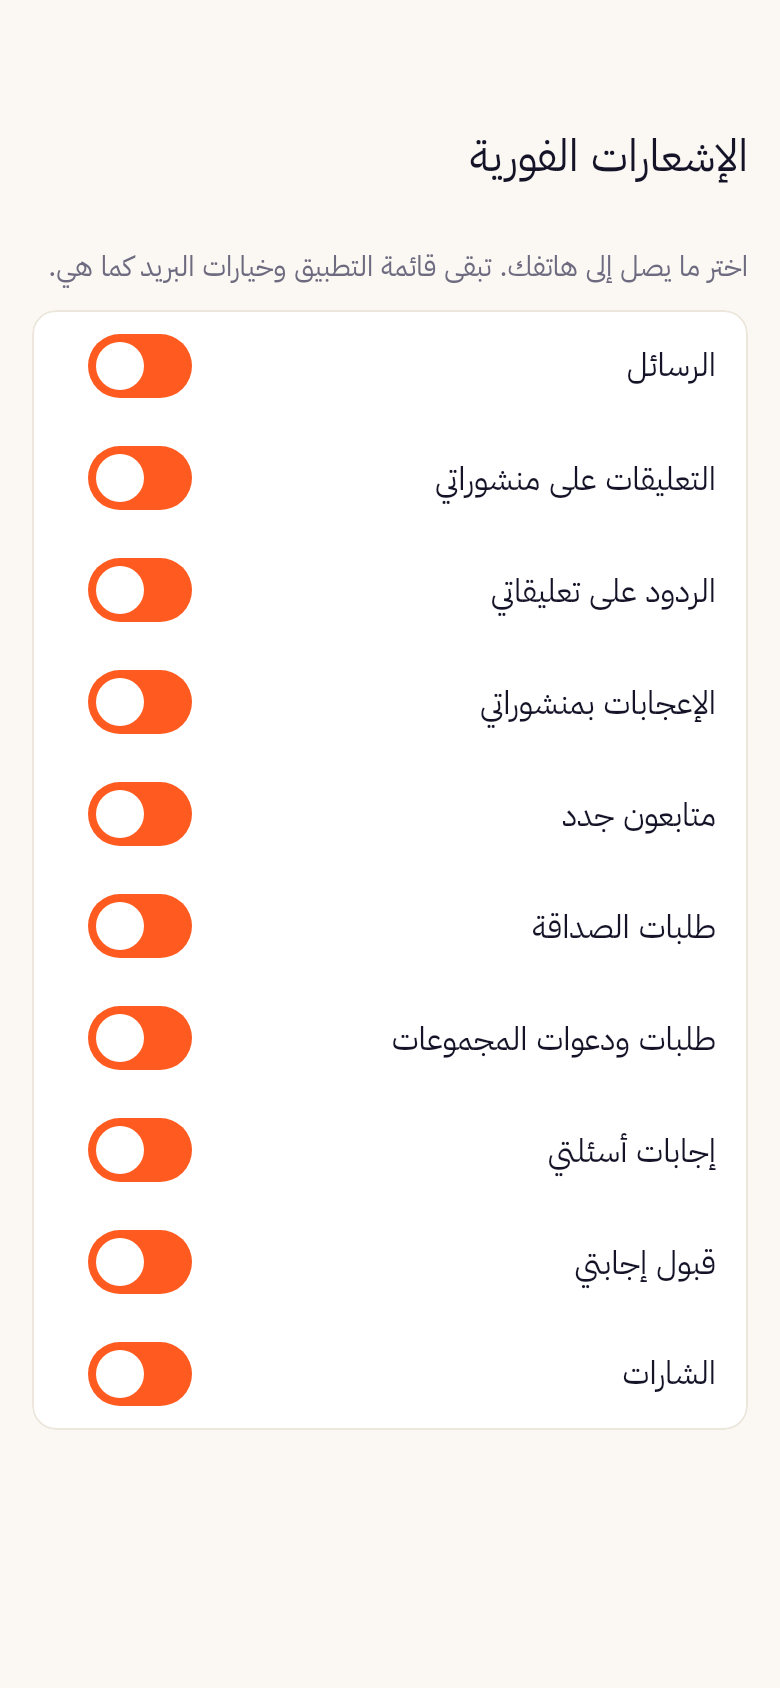 الإشعارات الفورية
اختر ما يصل إلى هاتفك. تبقى قائمة التطبيق وخيارات البريد كما هي.
الرسائل
التعليقات على منشوراتي
الردود على تعليقاتي
الإعجابات بمنشوراتي
متابعون جدد
طلبات الصداقة
طلبات ودعوات المجموعات
إجابات أسئلتي
قبول إجابتي
الشارات